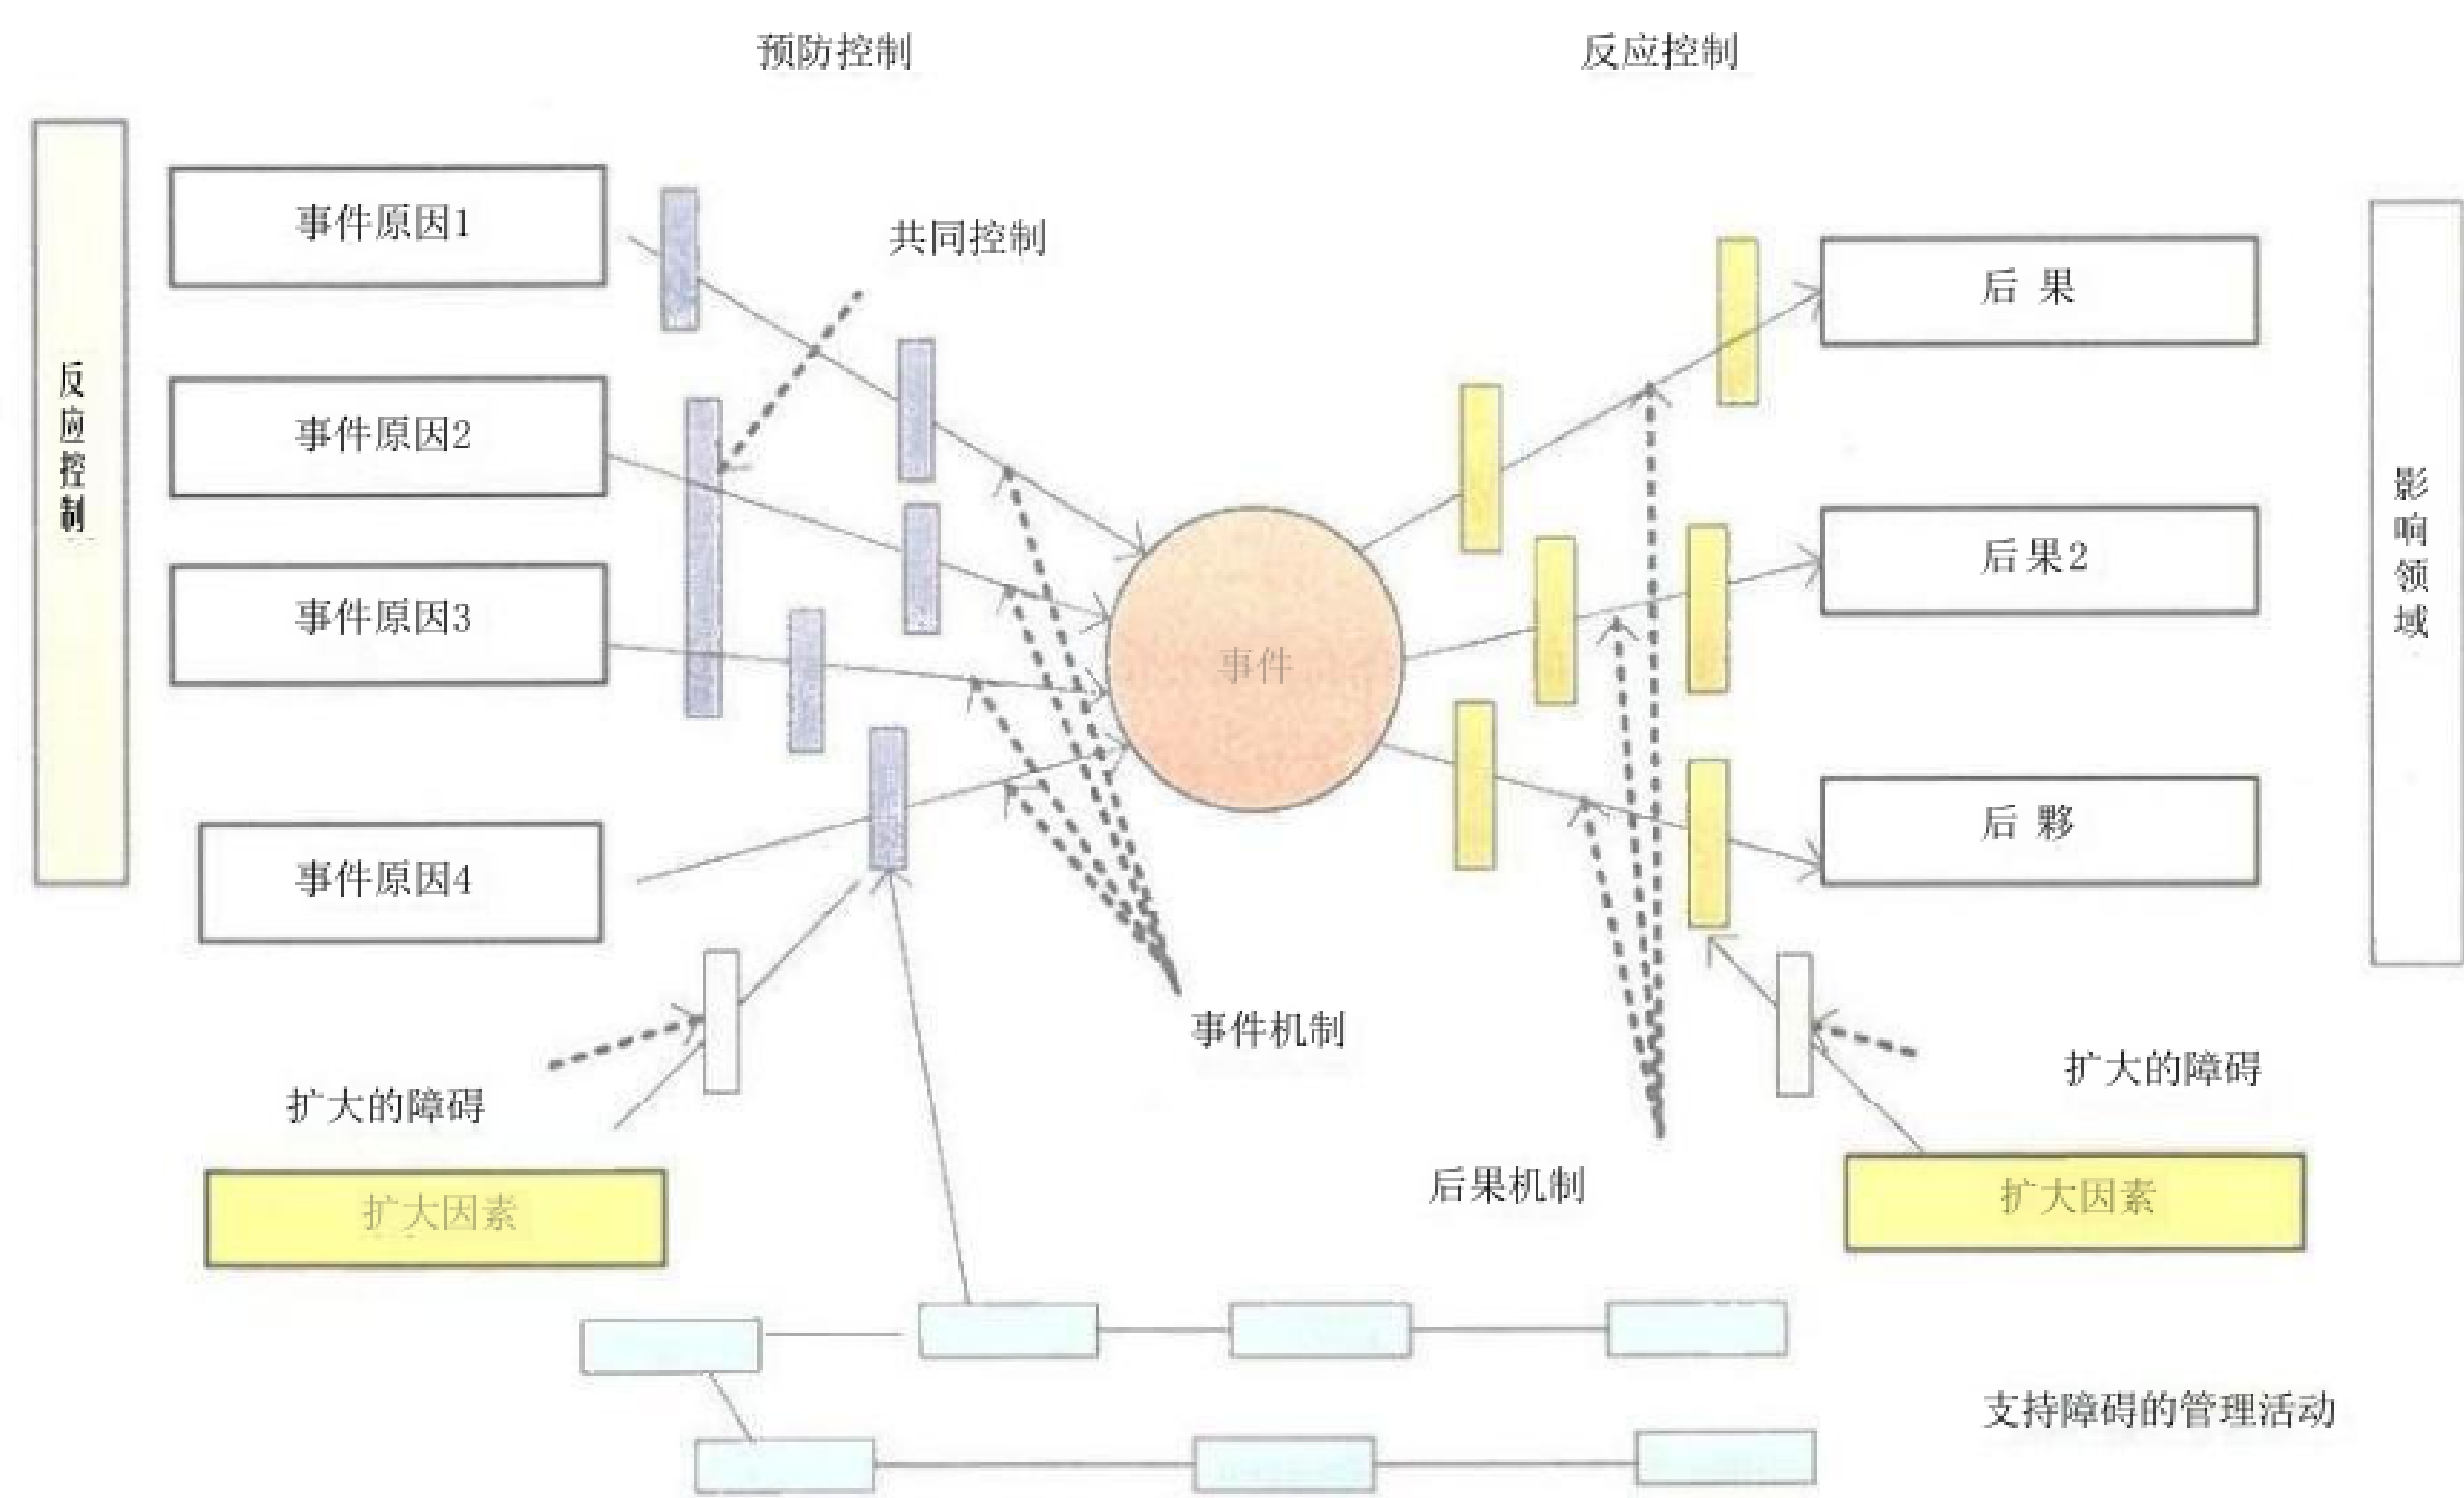 预防控制
反应控制
反应控制
事件原因1
事件原因2
事件原因3
事件原因4
共同控制
事件
后 果
后果2
后 夥
影响领域
事件机制
扩大的障碍
扩大的障碍
后果机制
扩大因素
扩大因素
支持障碍的管理活动